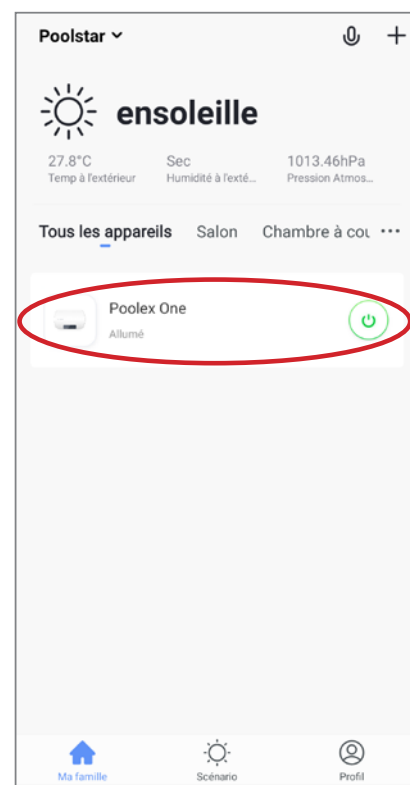 Poolstar
ensoleille
27.8°C Sec 1013.46hPa
Temp à l'extérieur Humidité à l'exté... Pression Atmos...
Tous les appareils Salon Chambre à cou ...
Poolex One
Allumé
Ma famille Scénario Profil